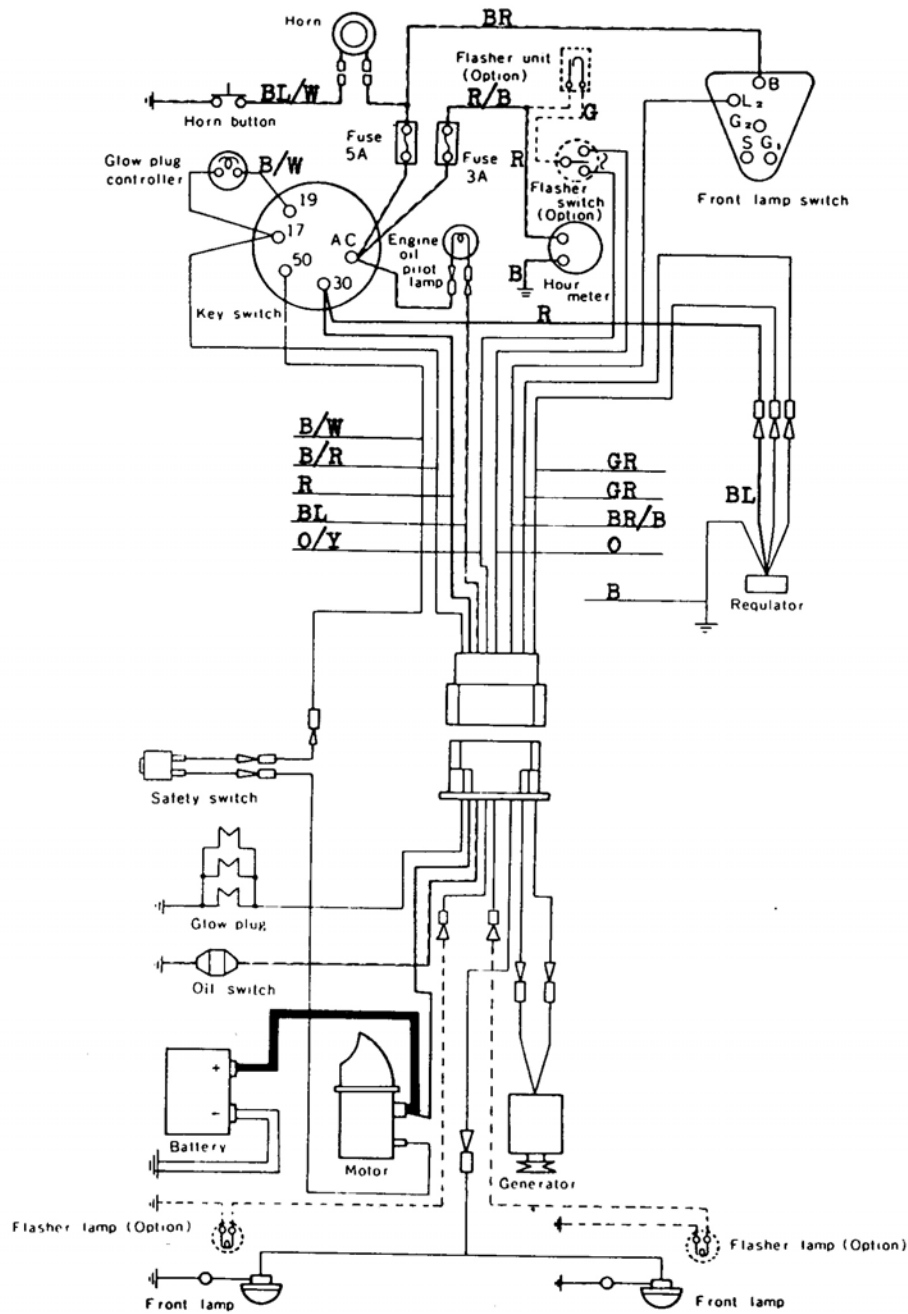 Horn
BR
Flasher unit
(Option)
BL/W
R/B
G
B
L2
G2
S
G1
Horn button
Fuse
5A
Fuse
3A
R
Flasher
switch
(Option)
Front lamp switch
Glow plug
controller
B/W
19
17
AC
50
30
Key switch
Engine
oil
pilot
lamp
B
Hour
meter
R
B/W
B/R
R
BL
O/Y
GR
GR
BR/B
O
B
BL
Regulator
Safety switch
Glow plug
Oil switch
+
-
Battery
Motor
Generator
Flasher lamp (Option)
Flasher lamp (Option)
Front lamp
Front lamp